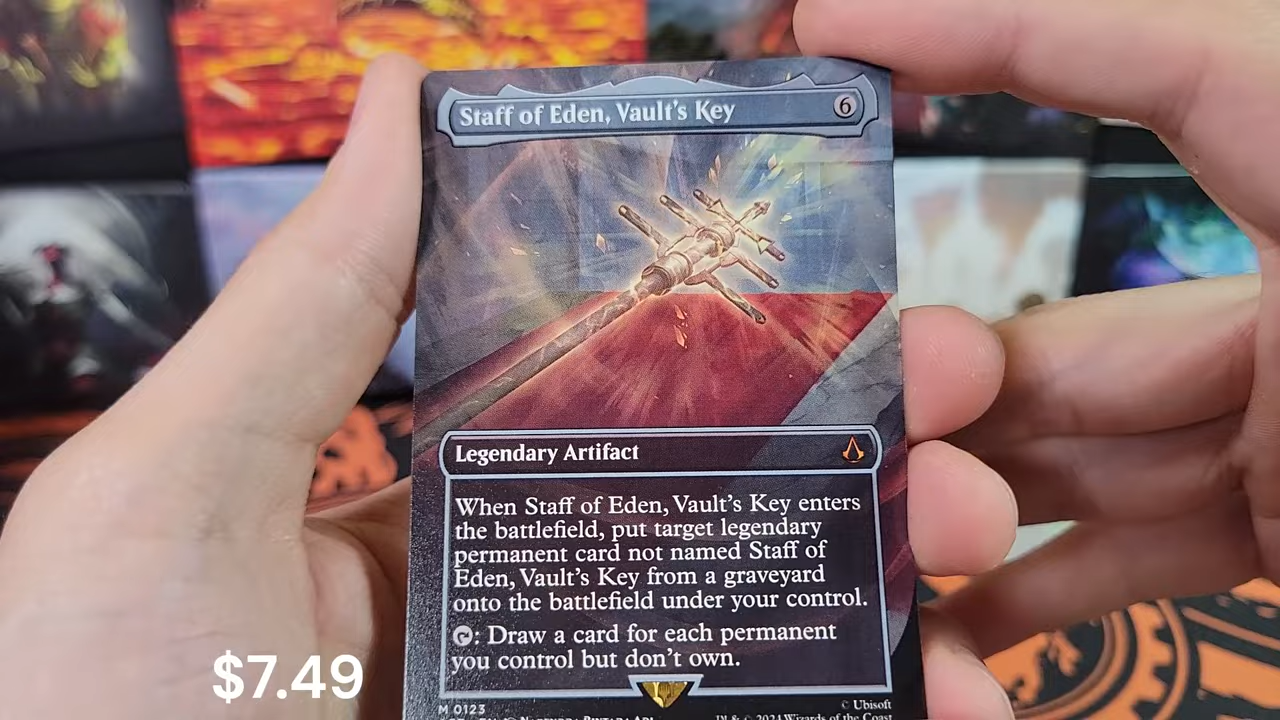 Staff of Eden, Vault's Key 6
Legendary Artifact
When Staff of Eden, Vault's Key enters
the battlefield, put target legendary
permanent card not named Staff of
Eden, Vault's Key from a graveyard
onto the battlefield under your control.
: Draw a card for each permanent
you control but don't own.
$7.49
M 0123
© Ubisoft
© 2024 Wizards of the Coast